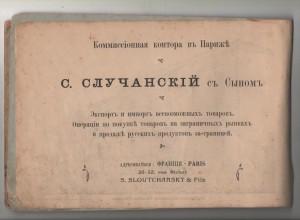 Коммиссіонная контора въ Парижѣ
С. СЛУЧАНСКІЙ съ Сыномъ
Экспортъ и импортъ всевозможныхъ товаровъ.
Операціи по покупкѣ товаровъ на заграничныхъ рынкахъ
и продажѣ русскихъ продуктовъ за-границей.
ФРАНЦІЯ - PARIS
rue
S. SLOUTCHANSKY & Fils